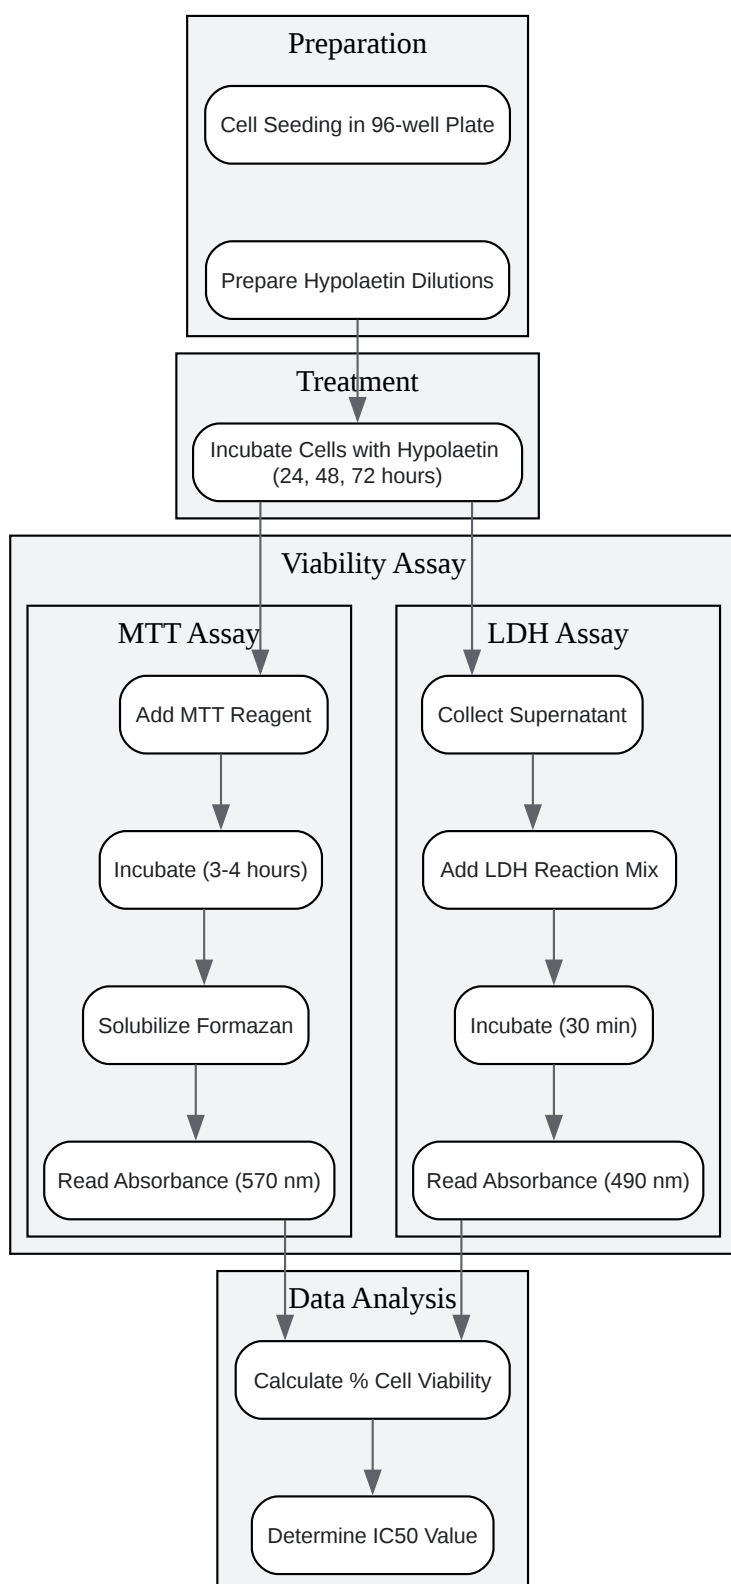 Preparation
Cell Seeding in 96-well Plate
Prepare Hypolaetin Dilutions
Treatment
Incubate Cells with Hypolaetin
(24, 48, 72 hours)
Viability Assay
MTT Assay
LDH Assay
Add MTT Reagent
Collect Supernatant
Incubate (3-4 hours)
Add LDH Reaction Mix
Solubilize Formazan
Incubate (30 min)
Read Absorbance (570 nm)
Read Absorbance (490 nm)
Data Analysis
Calculate % Cell Viability
Determine IC50 Value